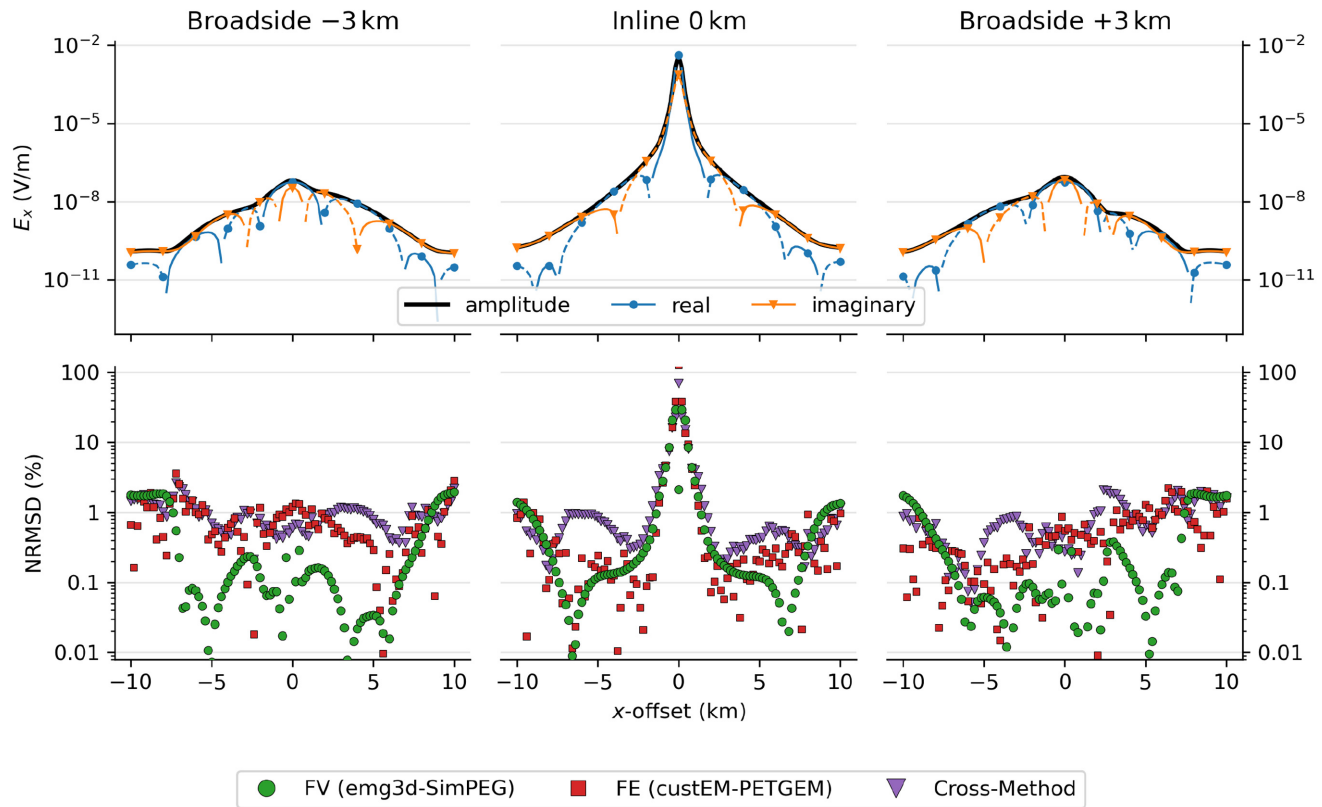 Broadside −3 km Inline 0 km Broadside +3 km
10⁻² 10⁻²
10⁻⁵ 10⁻⁵
Eₓ (V/m)
10⁻⁸ 10⁻⁸
10⁻¹¹ 10⁻¹¹
amplitude real imaginary
100 100
10 10
NRMSD (%)
1 1
0.1 0.1
0.01 0.01
−10 −5 0 5 10 −10 −5 0 5 10 −10 −5 0 5 10
x-offset (km)
FV (emg3d-SimPEG) FE (custEM-PETGEM) Cross-Method